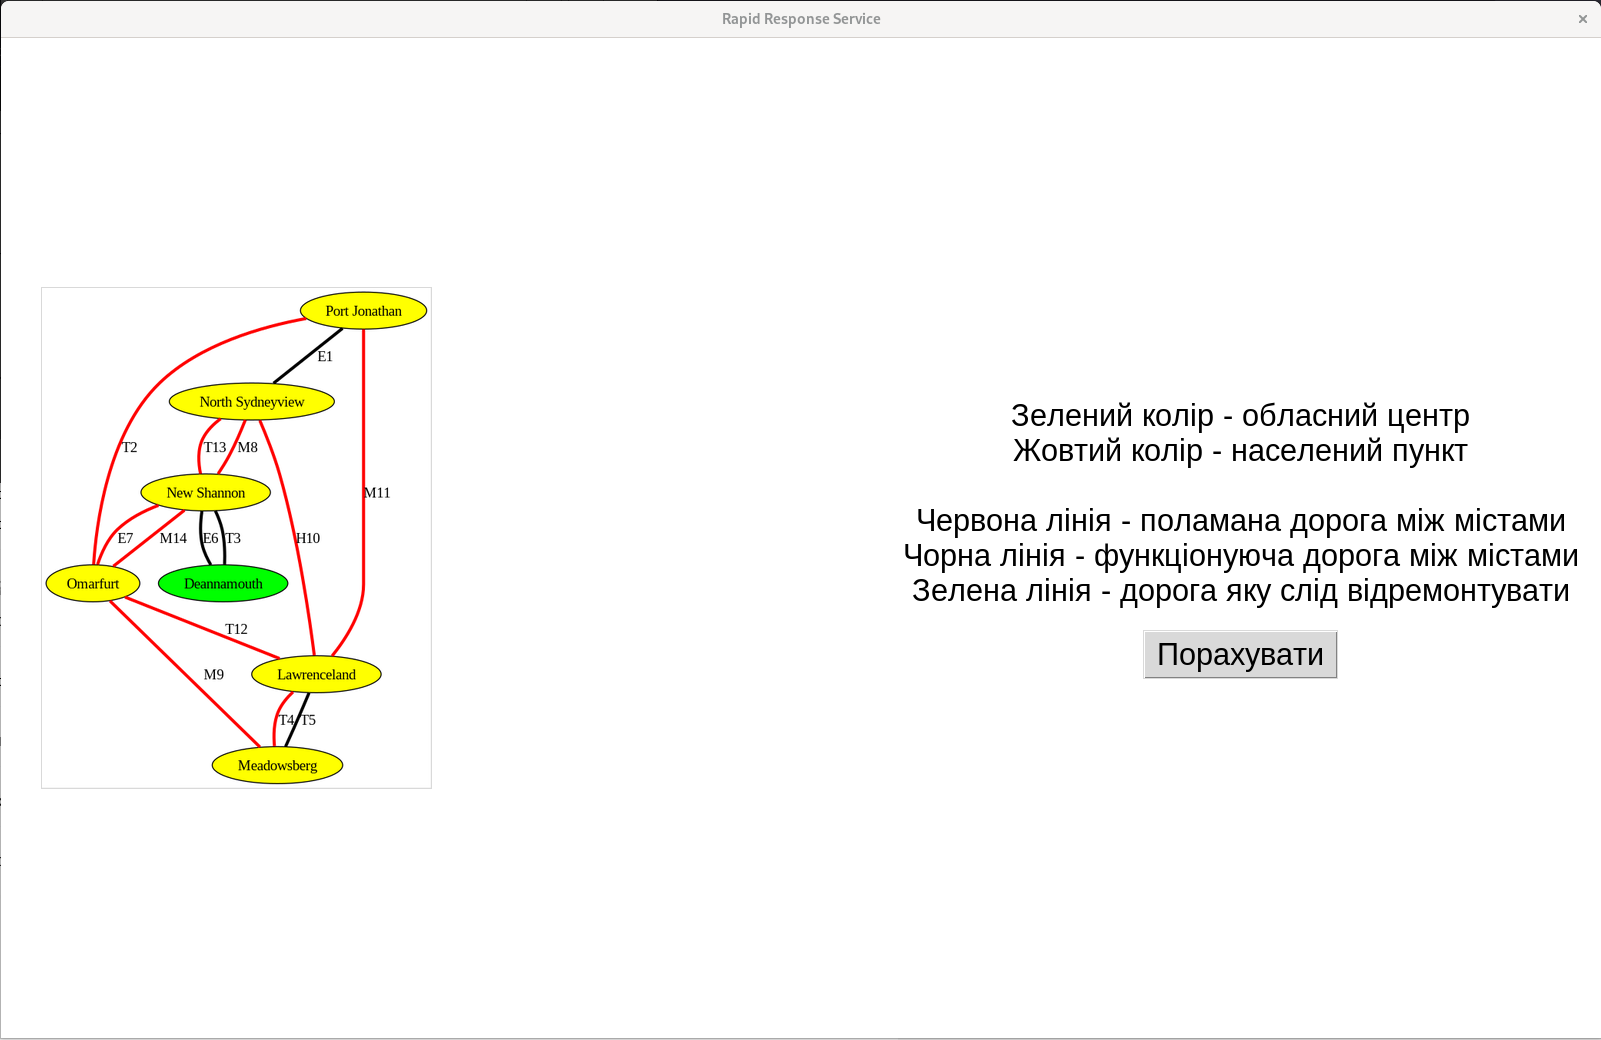 Rapid Response Service
Port Jonathan
E1
North Sydneyview
T2
T13
M8
New Shannon
M11
E7
M14
E6
T3
H10
Omarfurt
Deannamouth
T12
Lawrenceland
M9
T4
T5
Meadowsberg
Зелений колір - обласний центр
Жовтий колір - населений пункт
Червона лінія - поламана дорога між містами
Чорна лінія - функціонуюча дорога між містами
Зелена лінія - дорога яку слід відремонтувати
Порахувати